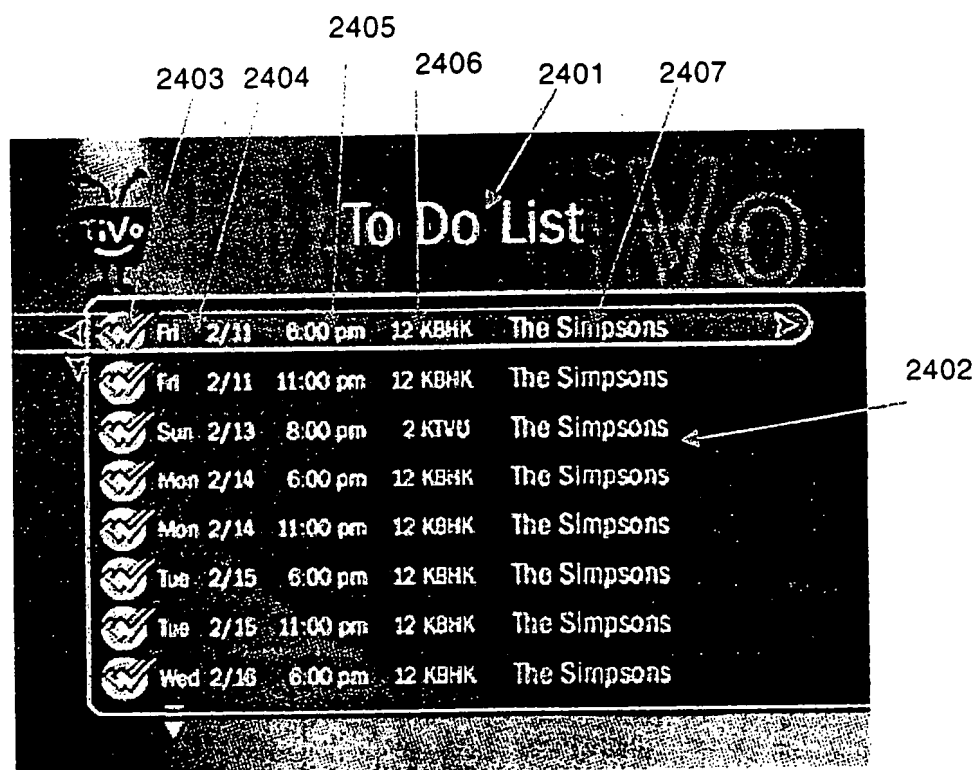 2405
2403 2404 2406 2401 2407
TiVo To Do List
Fri 2/11 6:00 pm 12 KBHK The Simpsons
Fri 2/11 11:00 pm 12 KBHK The Simpsons
2402
Sun 2/13 8:00 pm 2 KTVU The Simpsons
Mon 2/14 6:00 pm 12 KBHK The Simpsons
Mon 2/14 11:00 pm 12 KBHK The Simpsons
Tue 2/15 6:00 pm 12 KBHK The Simpsons
Tue 2/15 11:00 pm 12 KBHK The Simpsons
Wed 2/16 6:00 pm 12 KBHK The Simpsons